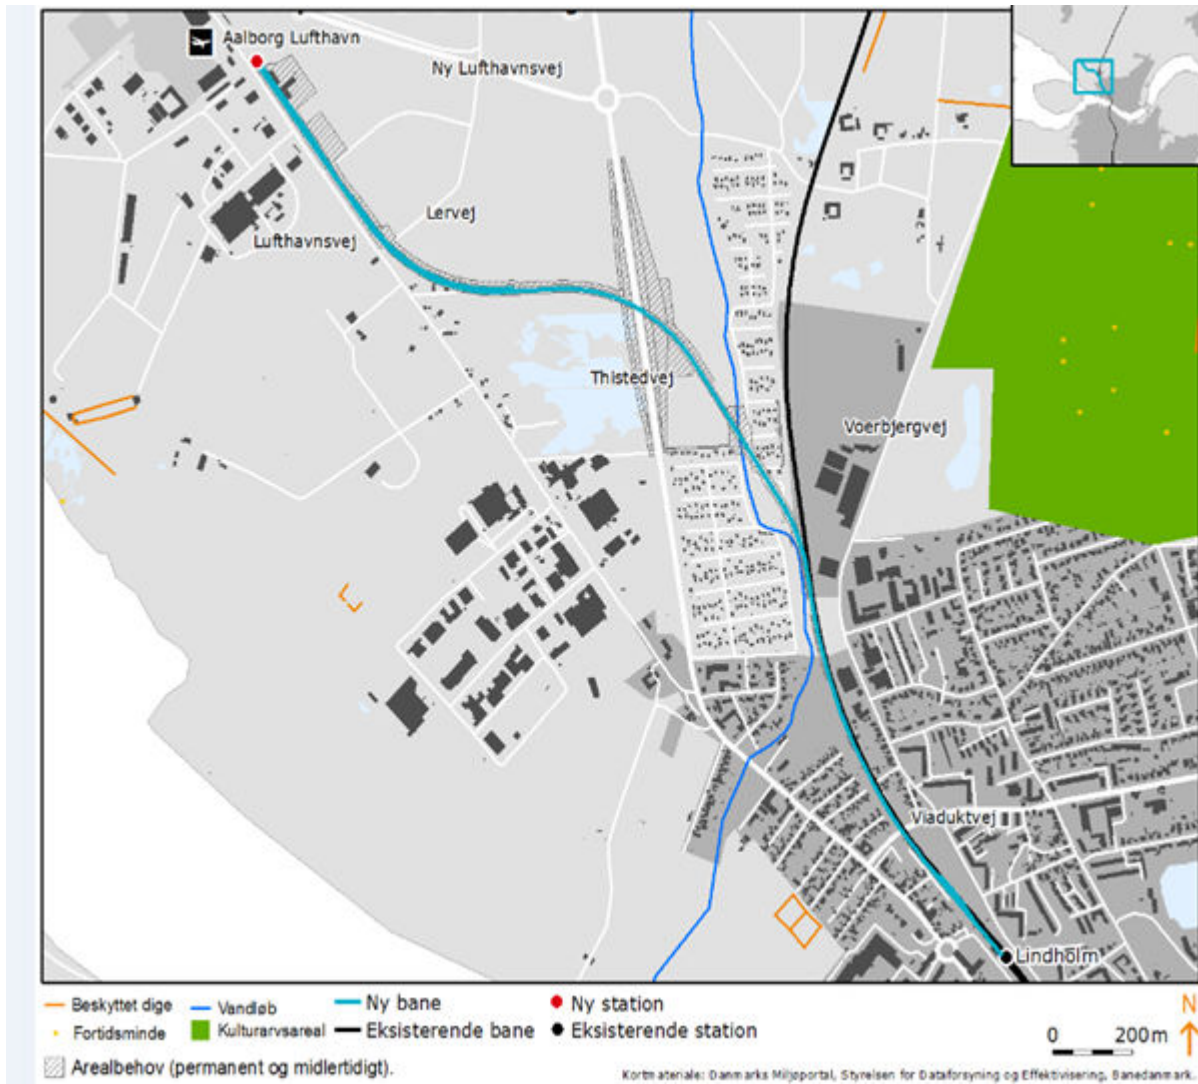 Aalborg Lufthavn
Ny Lufthavnsvej
Lervej
Lufthavnsvej
Thistedvej
Voerbjergvej
Viaduktvej
Lindholm
Beskyttet dige
Vandløb
Ny bane
Ny station
Fortidsminde
Kulturarvsareal
Eksisterende bane
Eksisterende station
Arealbehov (permanent og midlertidigt).
0 200m
N
Kortmateriale: Danmarks Miljøportal, Styrelsen for Dataforsyning og Effektivisering, Banedanmark.